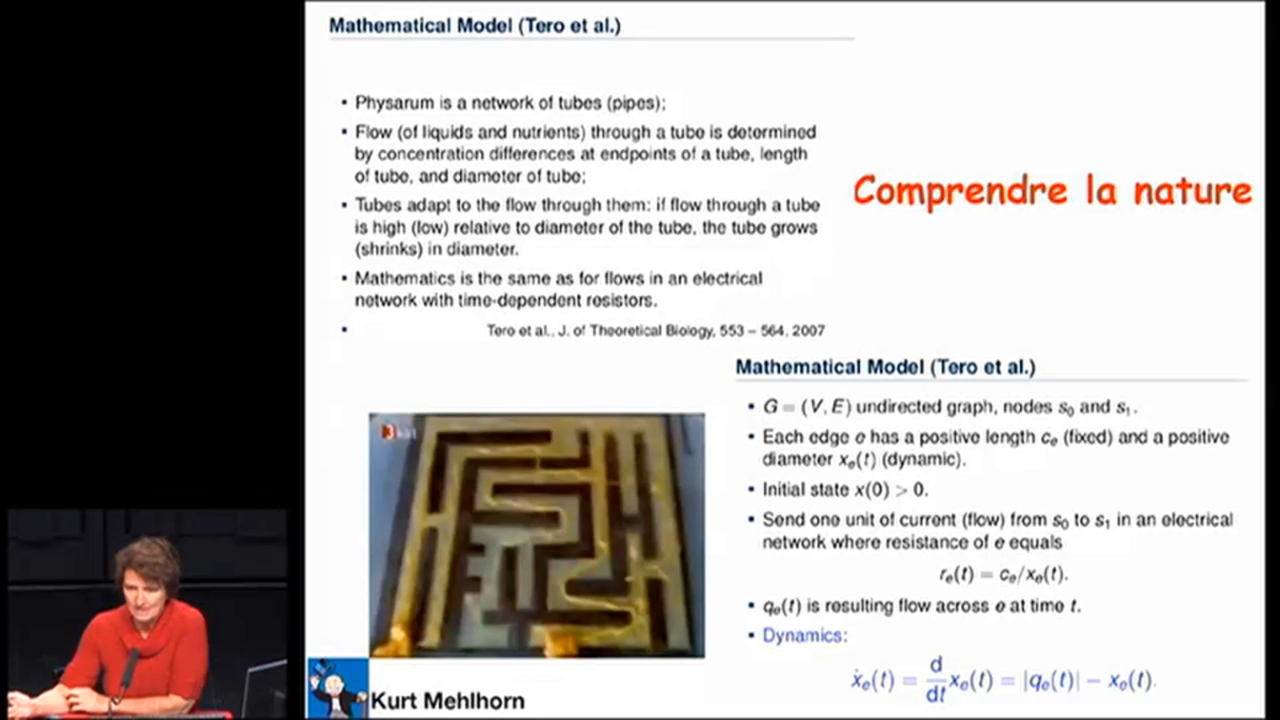 Mathematical Model (Tero et al.)
▪ Physarum is a network of tubes (pipes);
▪ Flow (of liquids and nutrients) through a tube is determined
by concentration differences at endpoints of a tube, length
of tube, and diameter of tube;
▪ Tubes adapt to the flow through them: if flow through a tube
is high (low) relative to diameter of the tube, the tube grows
(shrinks) in diameter.
▪ Mathematics is the same as for flows in an electrical
network with time-dependent resistors.
▪ Tero et al., J. of Theoretical Biology, 553 – 564, 2007
Comprendre la nature
Mathematical Model (Tero et al.)
▪ G = (V, E) undirected graph, nodes s₀ and s₁.
▪ Each edge e has a positive length cₑ (fixed) and a positive
diameter xₑ(t) (dynamic).
▪ Initial state x(0) > 0.
▪ Send one unit of current (flow) from s₀ to s₁ in an electrical
network where resistance of e equals
rₑ(t) = cₑ/xₑ(t).
▪ qₑ(t) is resulting flow across e at time t.
▪ Dynamics:
ẋₑ(t) = d/dt xₑ(t) = |qₑ(t)| − xₑ(t).
3sat
Kurt Mehlhorn